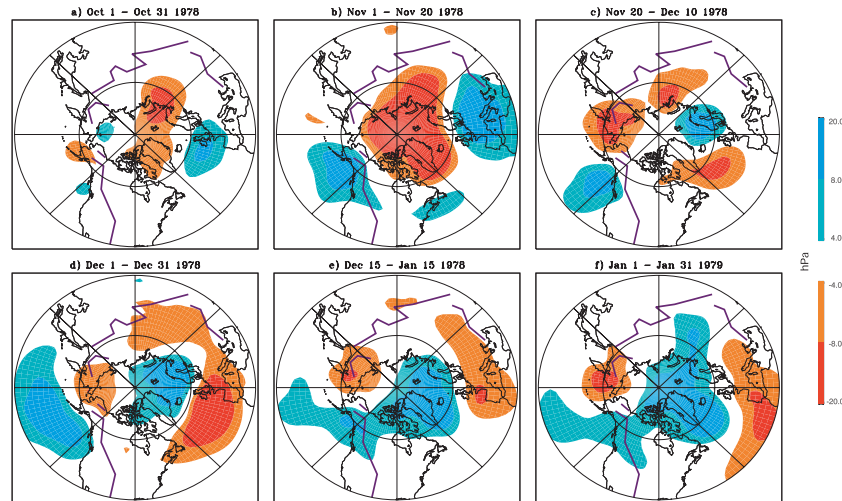 a) Oct 1 - Oct 31 1978
b) Nov 1 - Nov 20 1978
c) Nov 20 - Dec 10 1978
20.0
8.0
4.0
hPa
-4.0
-8.0
-20.0
d) Dec 1 - Dec 31 1978
e) Dec 15 - Jan 15 1978
f) Jan 1 - Jan 31 1979